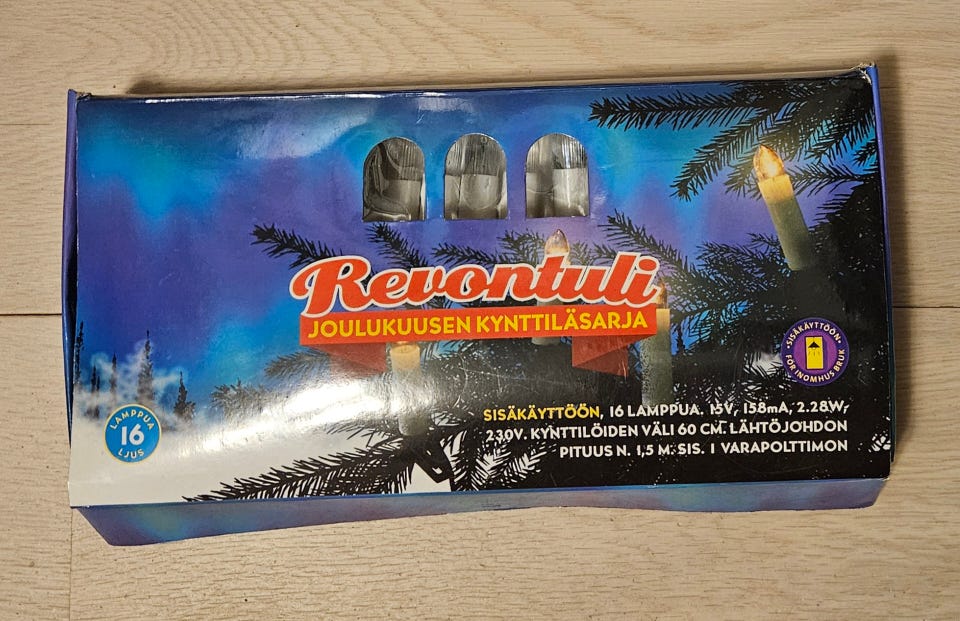 Revontuli
JOULUKUUSEN KYNTTILÄSARJA
•SISÄKÄYTTÖÖN•
FÖR INOMHUS BRUK
LAMPPUA
16
LJUS
SISÄKÄYTTÖÖN, 16 LAMPPUA. 15V, 158mA, 2.28W,
230V. KYNTTILÖIDEN VÄLI 60 CM. LÄHTÖJOHDON
PITUUS N. 1,5 M. SIS. 1 VARAPOLTTIMON